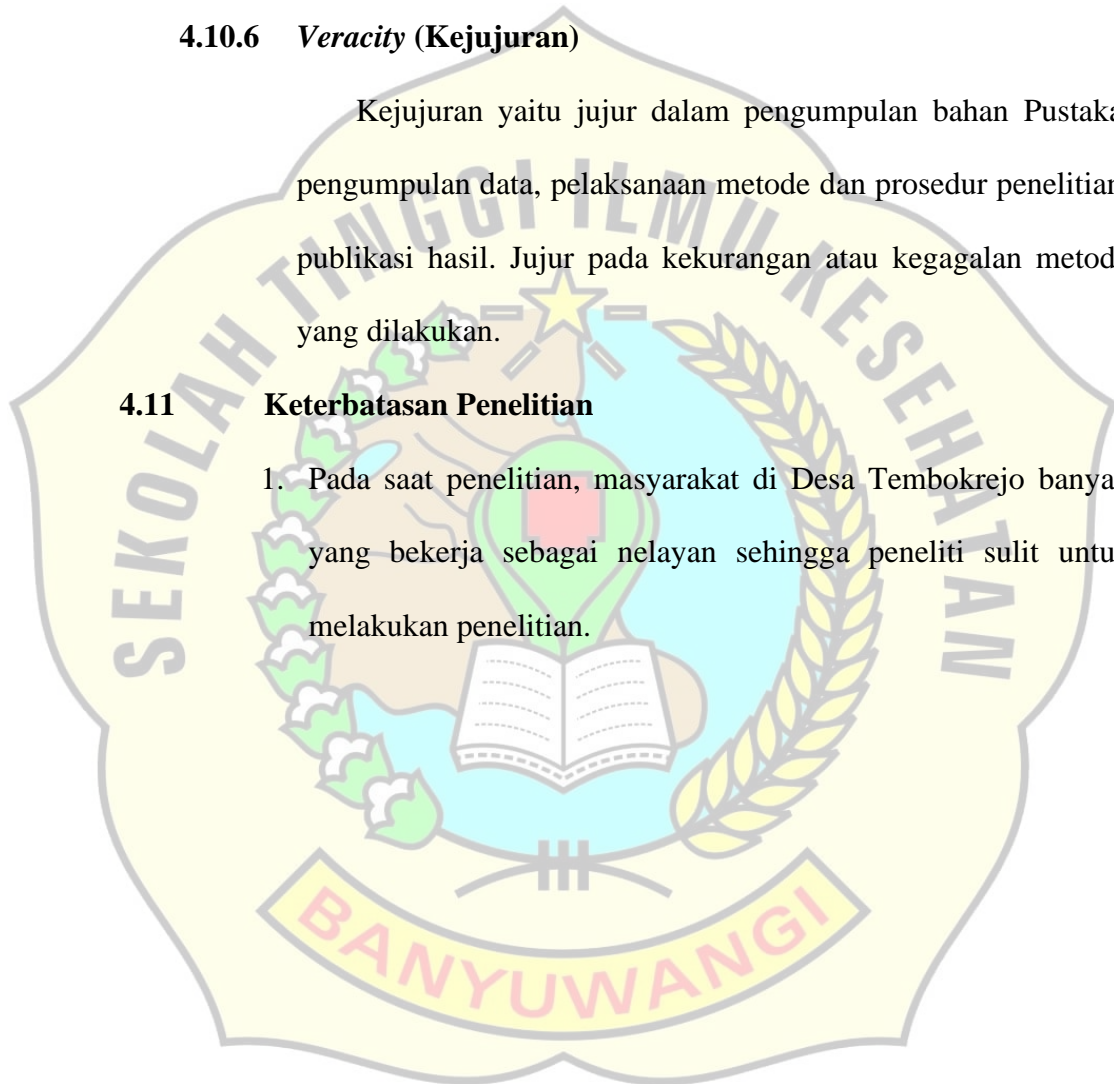 4.10.6 Veracity (Kejujuran)
Kejujuran yaitu jujur dalam pengumpulan bahan Pustaka
pengumpulan data, pelaksanaan metode dan prosedur penelitian
publikasi hasil. Jujur pada kekurangan atau kegagalan metod
yang dilakukan.
4.11 Keterbatasan Penelitian
1. Pada saat penelitian, masyarakat di Desa Tembokrejo banya
yang bekerja sebagai nelayan sehingga peneliti sulit untu
melakukan penelitian.
SEKOLAH TINGGI ILMU KESEHATAN
BANYUWANGI